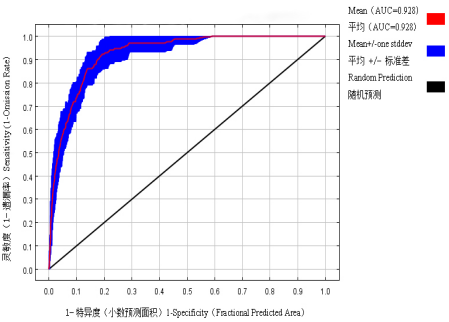 Mean (AUC=0.928)
平均 (AUC=0.928)
Mean+/-one stddev
平均 +/- 标准差
Random Prediction
随机预测
灵敏度（1-遗漏率）Sensitivity(1-Omission Rate)
1.0
0.9
0.8
0.7
0.6
0.5
0.4
0.3
0.2
0.1
0.0
0.0 0.1 0.2 0.3 0.4 0.5 0.6 0.7 0.8 0.9 1.0
1-特异度（小数预测面积）1-Specificity（Fractional Predicted Area）